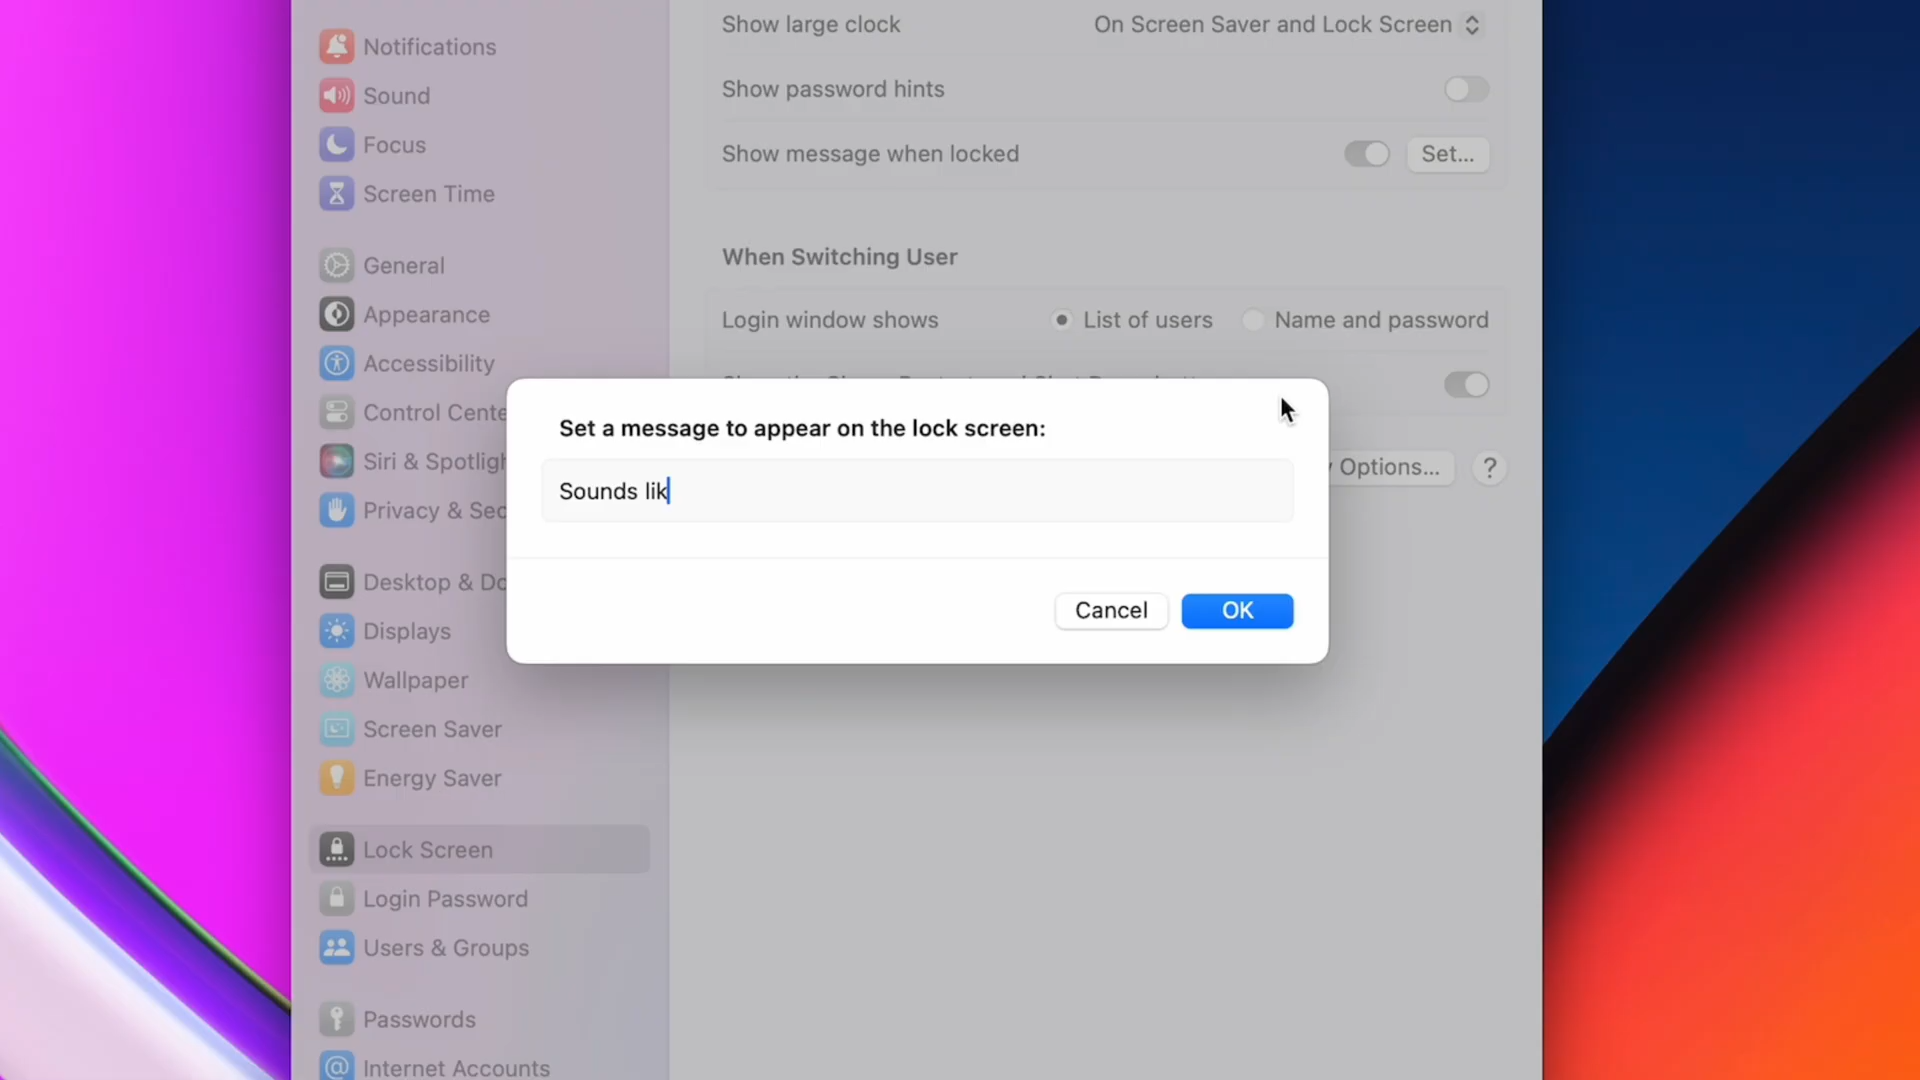 Notifications
Sound
Focus
Screen Time
General
Appearance
Accessibility
Control Cente
Siri & Spotligh
Privacy & Sec
Desktop & Do
Displays
Wallpaper
Screen Saver
Energy Saver
Lock Screen
Login Password
Users & Groups
Passwords
Internet Accounts
Show large clock On Screen Saver and Lock Screen
Show password hints
Show message when locked Set...
When Switching User
Login window shows List of users Name and password
Options... ?
Set a message to appear on the lock screen:
Sounds lik
Cancel OK